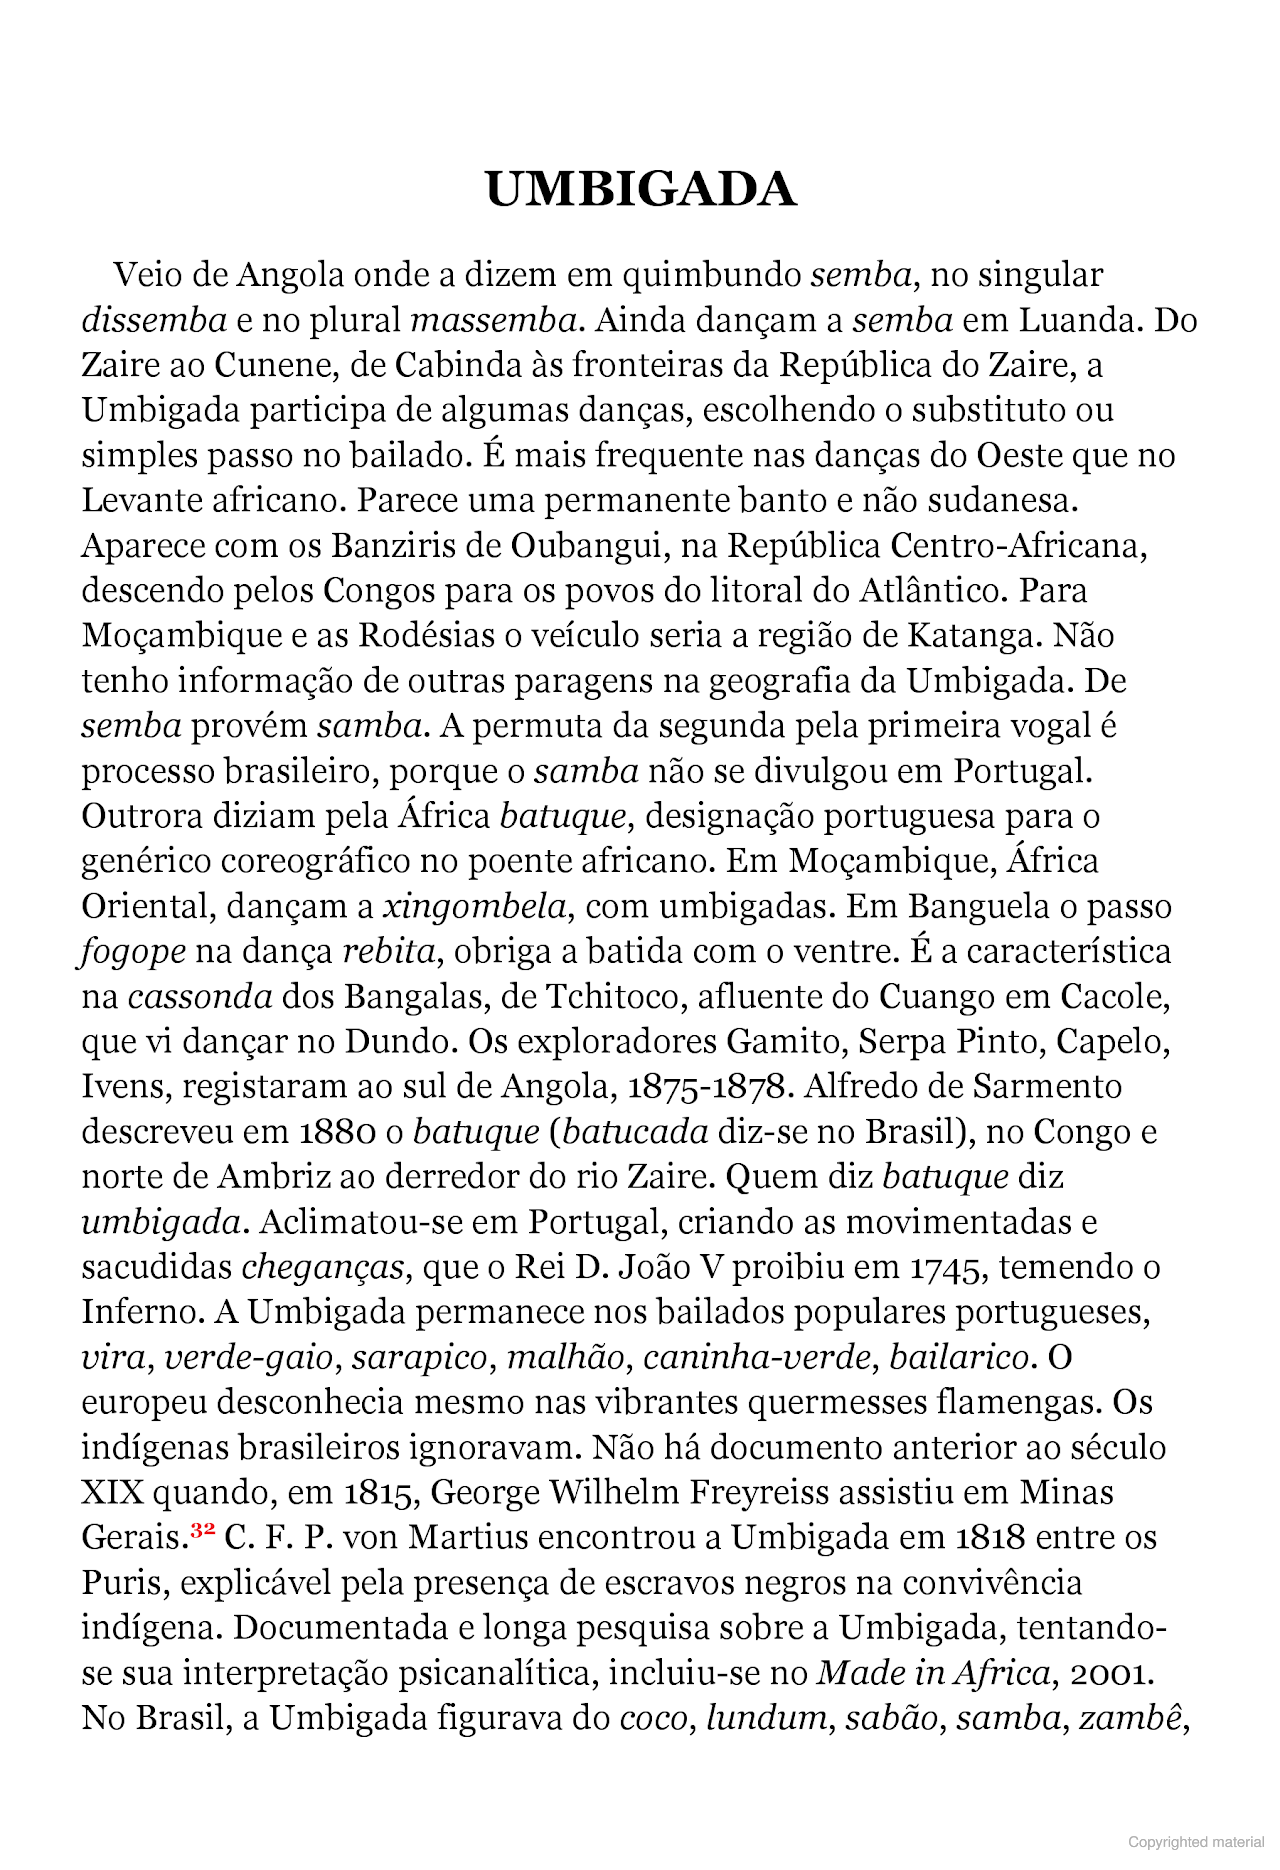 UMBIGADA
Veio de Angola onde a dizem em quimbundo semba, no singular
dissemba e no plural massemba. Ainda dançam a semba em Luanda. Do
Zaire ao Cunene, de Cabinda às fronteiras da República do Zaire, a
Umbigada participa de algumas danças, escolhendo o substituto ou
simples passo no bailado. É mais frequente nas danças do Oeste que no
Levante africano. Parece uma permanente banto e não sudanesa.
Aparece com os Banziris de Oubangui, na República Centro-Africana,
descendo pelos Congos para os povos do litoral do Atlântico. Para
Moçambique e as Rodésias o veículo seria a região de Katanga. Não
tenho informação de outras paragens na geografia da Umbigada. De
semba provém samba. A permuta da segunda pela primeira vogal é
processo brasileiro, porque o samba não se divulgou em Portugal.
Outrora diziam pela África batuque, designação portuguesa para o
genérico coreográfico no poente africano. Em Moçambique, África
Oriental, dançam a xingombela, com umbigadas. Em Banguela o passo
fogope na dança rebita, obriga a batida com o ventre. É a característica
na cassonda dos Bangalas, de Tchitoco, afluente do Cuango em Cacole,
que vi dançar no Dundo. Os exploradores Gamito, Serpa Pinto, Capelo,
Ivens, registaram ao sul de Angola, 1875-1878. Alfredo de Sarmento
descreveu em 1880 o batuque (batucada diz-se no Brasil), no Congo e
norte de Ambriz ao derredor do rio Zaire. Quem diz batuque diz
umbigada. Aclimatou-se em Portugal, criando as movimentadas e
sacudidas cheganças, que o Rei D. João V proibiu em 1745, temendo o
Inferno. A Umbigada permanece nos bailados populares portugueses,
vira, verde-gaio, sarapico, malhão, caninha-verde, bailarico. O
europeu desconhecia mesmo nas vibrantes quermesses flamengas. Os
indígenas brasileiros ignoravam. Não há documento anterior ao século
XIX quando, em 1815, George Wilhelm Freyreiss assistiu em Minas
Gerais.32 C. F. P. von Martius encontrou a Umbigada em 1818 entre os
Puris, explicável pela presença de escravos negros na convivência
indígena. Documentada e longa pesquisa sobre a Umbigada, tentando-
se sua interpretação psicanalítica, incluiu-se no Made in Africa, 2001.
No Brasil, a Umbigada figurava do coco, lundum, sabão, samba, zambê,
Copyrighted material